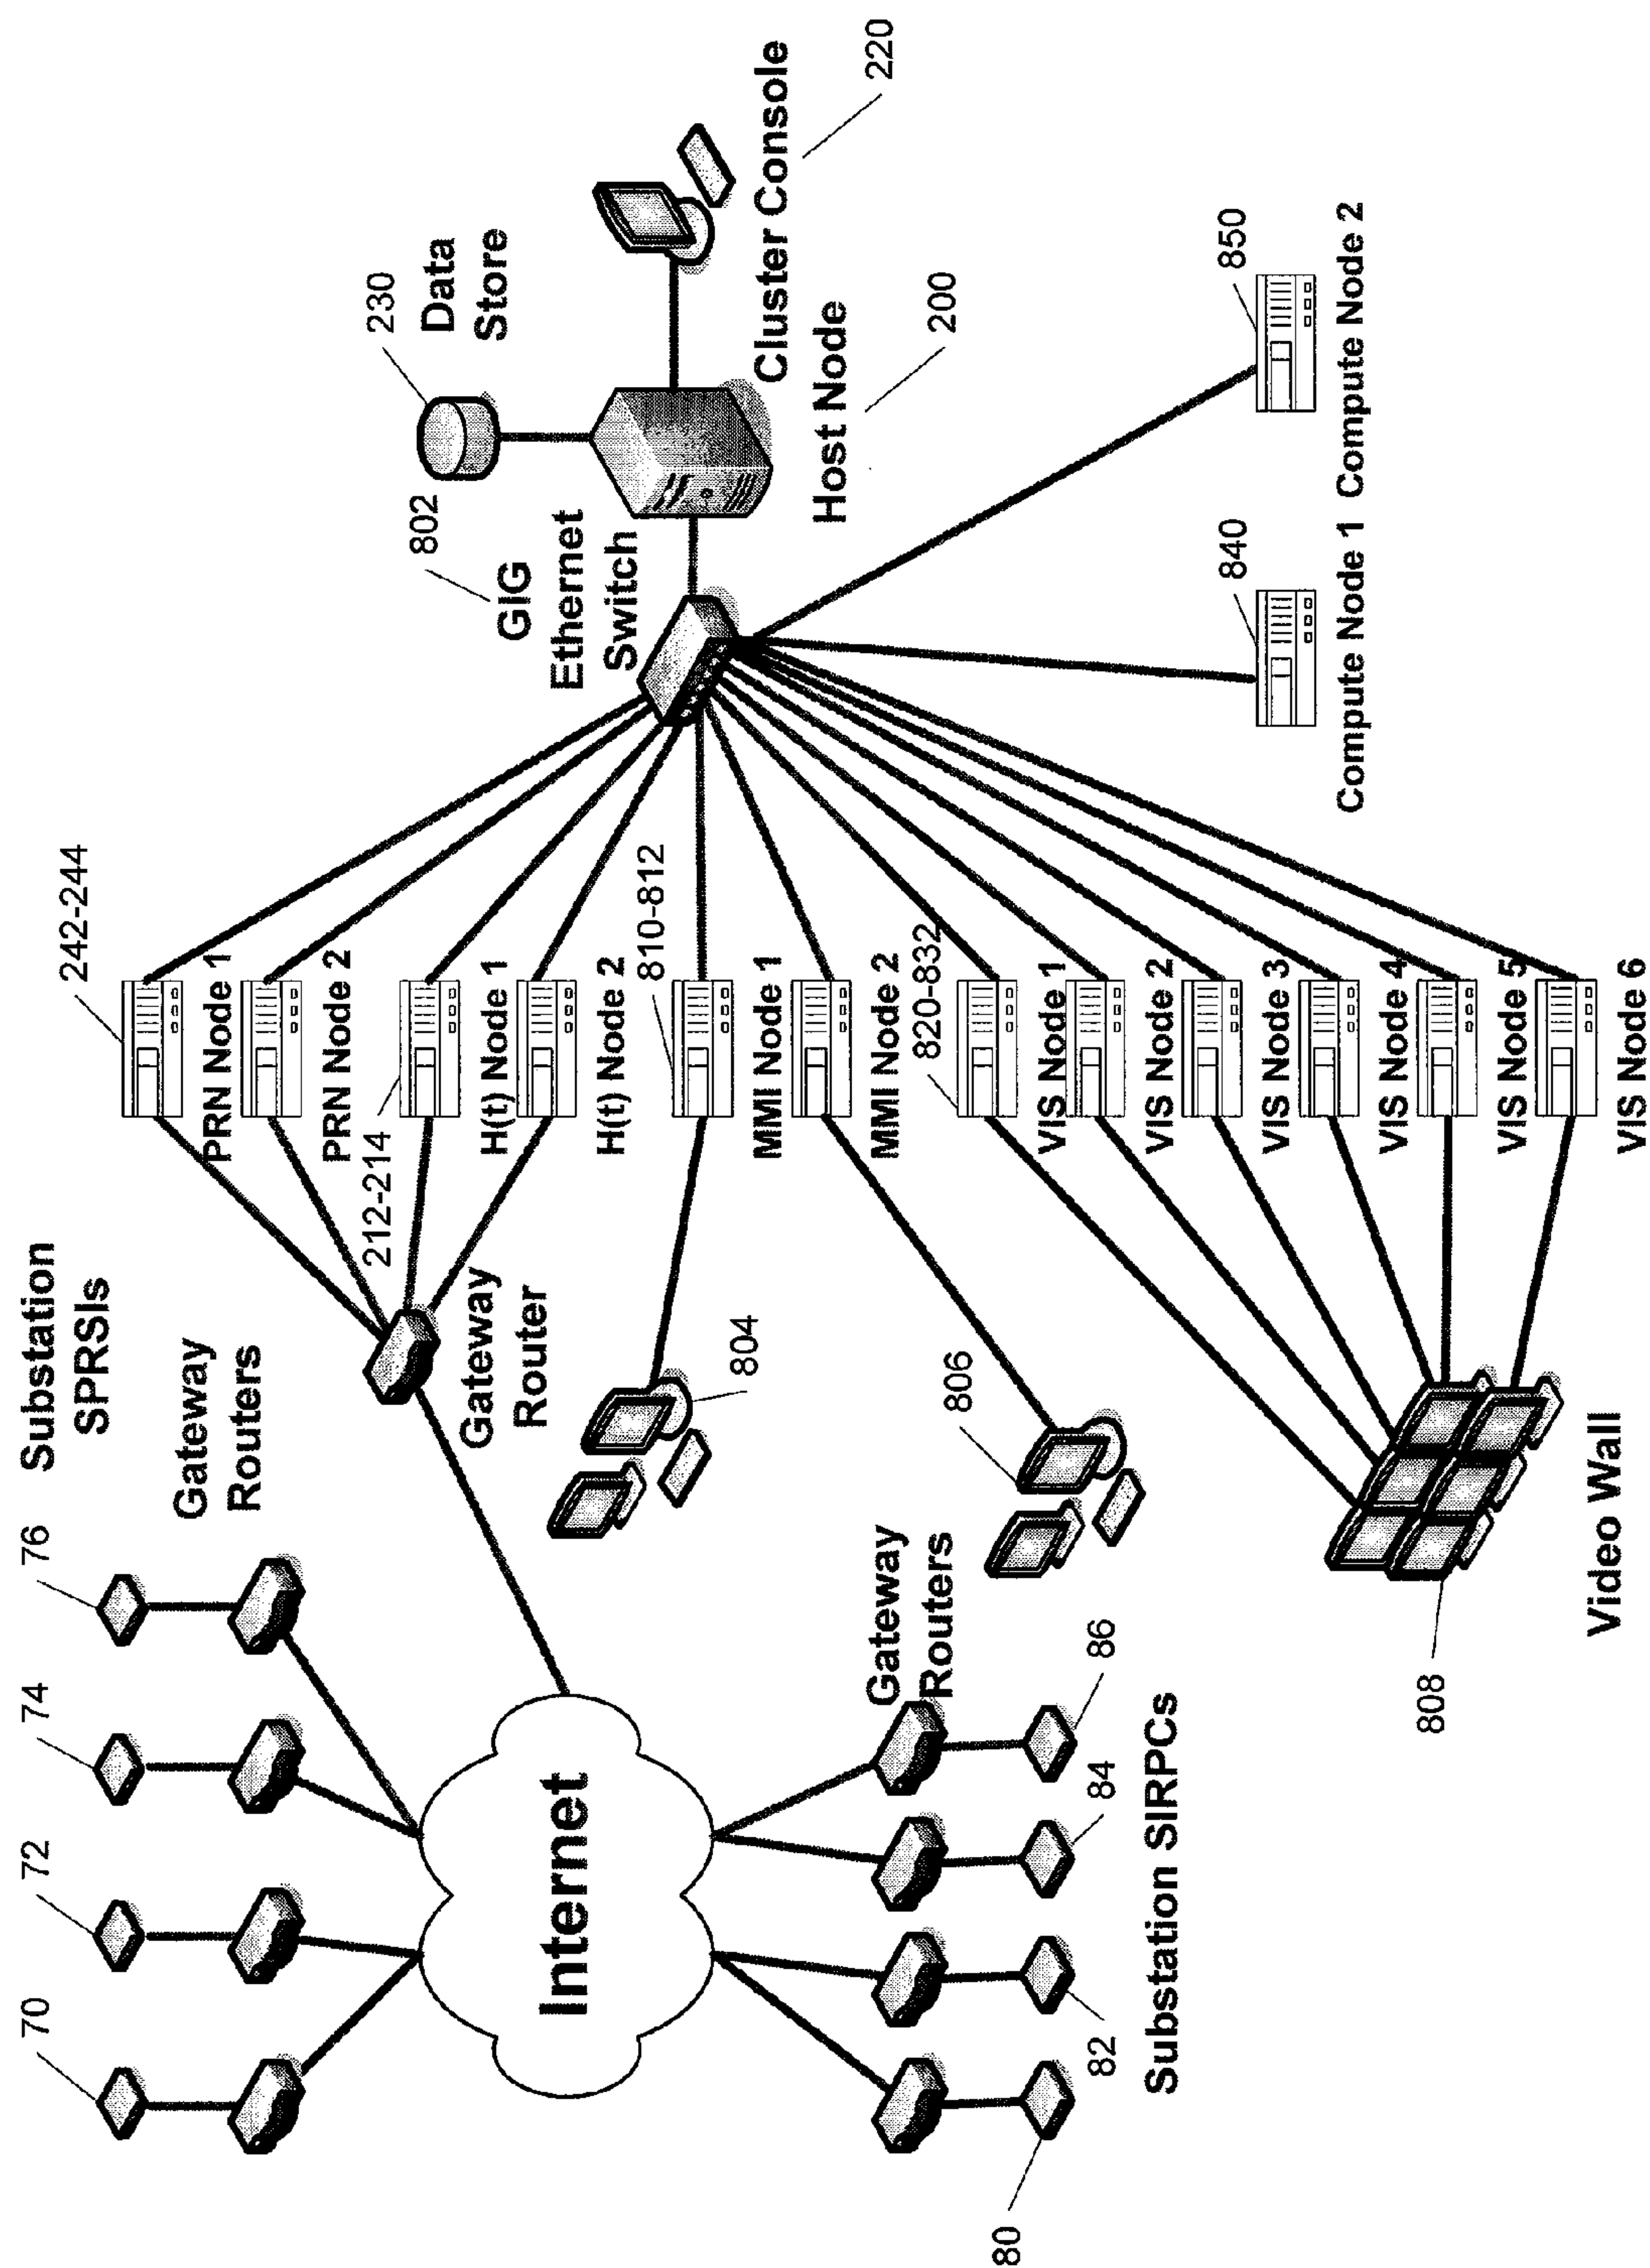 70
72
74
76
Substation
SPRSIs
Gateway
Routers
Internet
Gateway
Routers
80
82
84
86
Substation SIRPCs
Gateway
Router
242-244
PRN Node 1
PRN Node 2
212-214
H(t) Node 1
H(t) Node 2
810-812
MMI Node 1
MMI Node 2
820-832
VIS Node 1
VIS Node 2
VIS Node 3
VIS Node 4
VIS Node 5
VIS Node 6
804
806
808
Video Wall
802
GIG
Ethernet
Switch
230
Data
Store
Cluster Console
220
Host Node
200
840
Compute Node 1
850
Compute Node 2